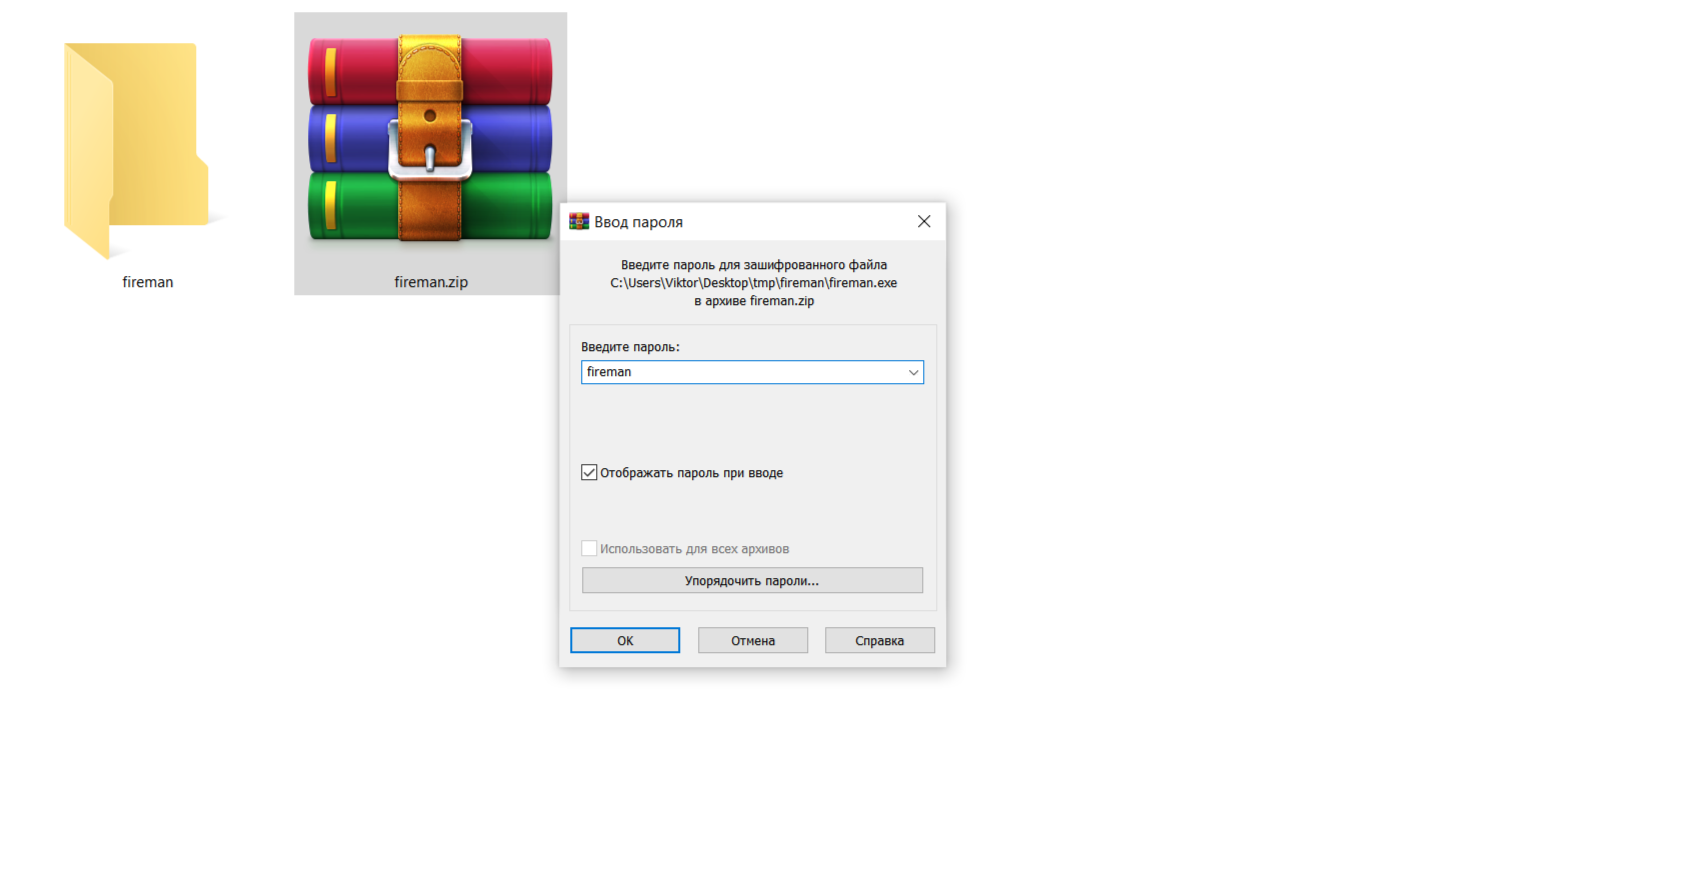 fireman
fireman.zip
Ввод пароля
Введите пароль для зашифрованного файла
C:\Users\Viktor\Desktop\tmp\fireman\fireman.exe
в архиве fireman.zip
Введите пароль:
fireman
Отображать пароль при вводе
Использовать для всех архивов
Упорядочить пароли...
OK
Отмена
Справка